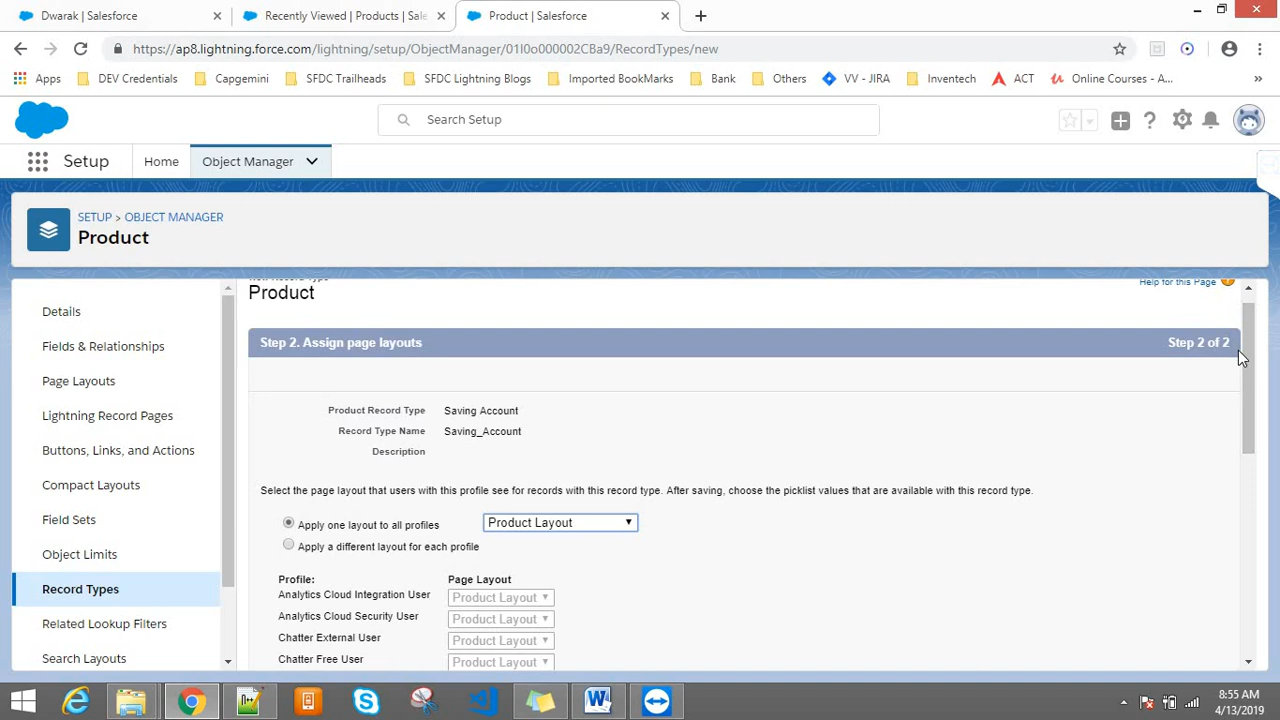 Dwarak | Salesforce
Recently Viewed | Products | Sale
Product | Salesforce
https://ap8.lightning.force.com/lightning/setup/ObjectManager/01I0o000002CBa9/RecordTypes/new
Apps DEV Credentials Capgemini SFDC Trailheads SFDC Lightning Blogs Imported BookMarks Bank Others VV - JIRA Inventech ACT Online Courses - A... »
Search Setup
Setup Home Object Manager
SETUP > OBJECT MANAGER
Product
Details
Fields & Relationships
Page Layouts
Lightning Record Pages
Buttons, Links, and Actions
Compact Layouts
Field Sets
Object Limits
Record Types
Related Lookup Filters
Search Layouts
New Record Type
Product
Help for this Page
Step 2. Assign page layouts Step 2 of 2
Product Record Type Saving Account
Record Type Name Saving_Account
Description
Select the page layout that users with this profile see for records with this record type. After saving, choose the picklist values that are available with this record type.
Apply one layout to all profiles Product Layout
Apply a different layout for each profile
Profile: Page Layout
Analytics Cloud Integration User Product Layout
Analytics Cloud Security User Product Layout
Chatter External User Product Layout
Chatter Free User Product Layout
8:55 AM
4/13/2019